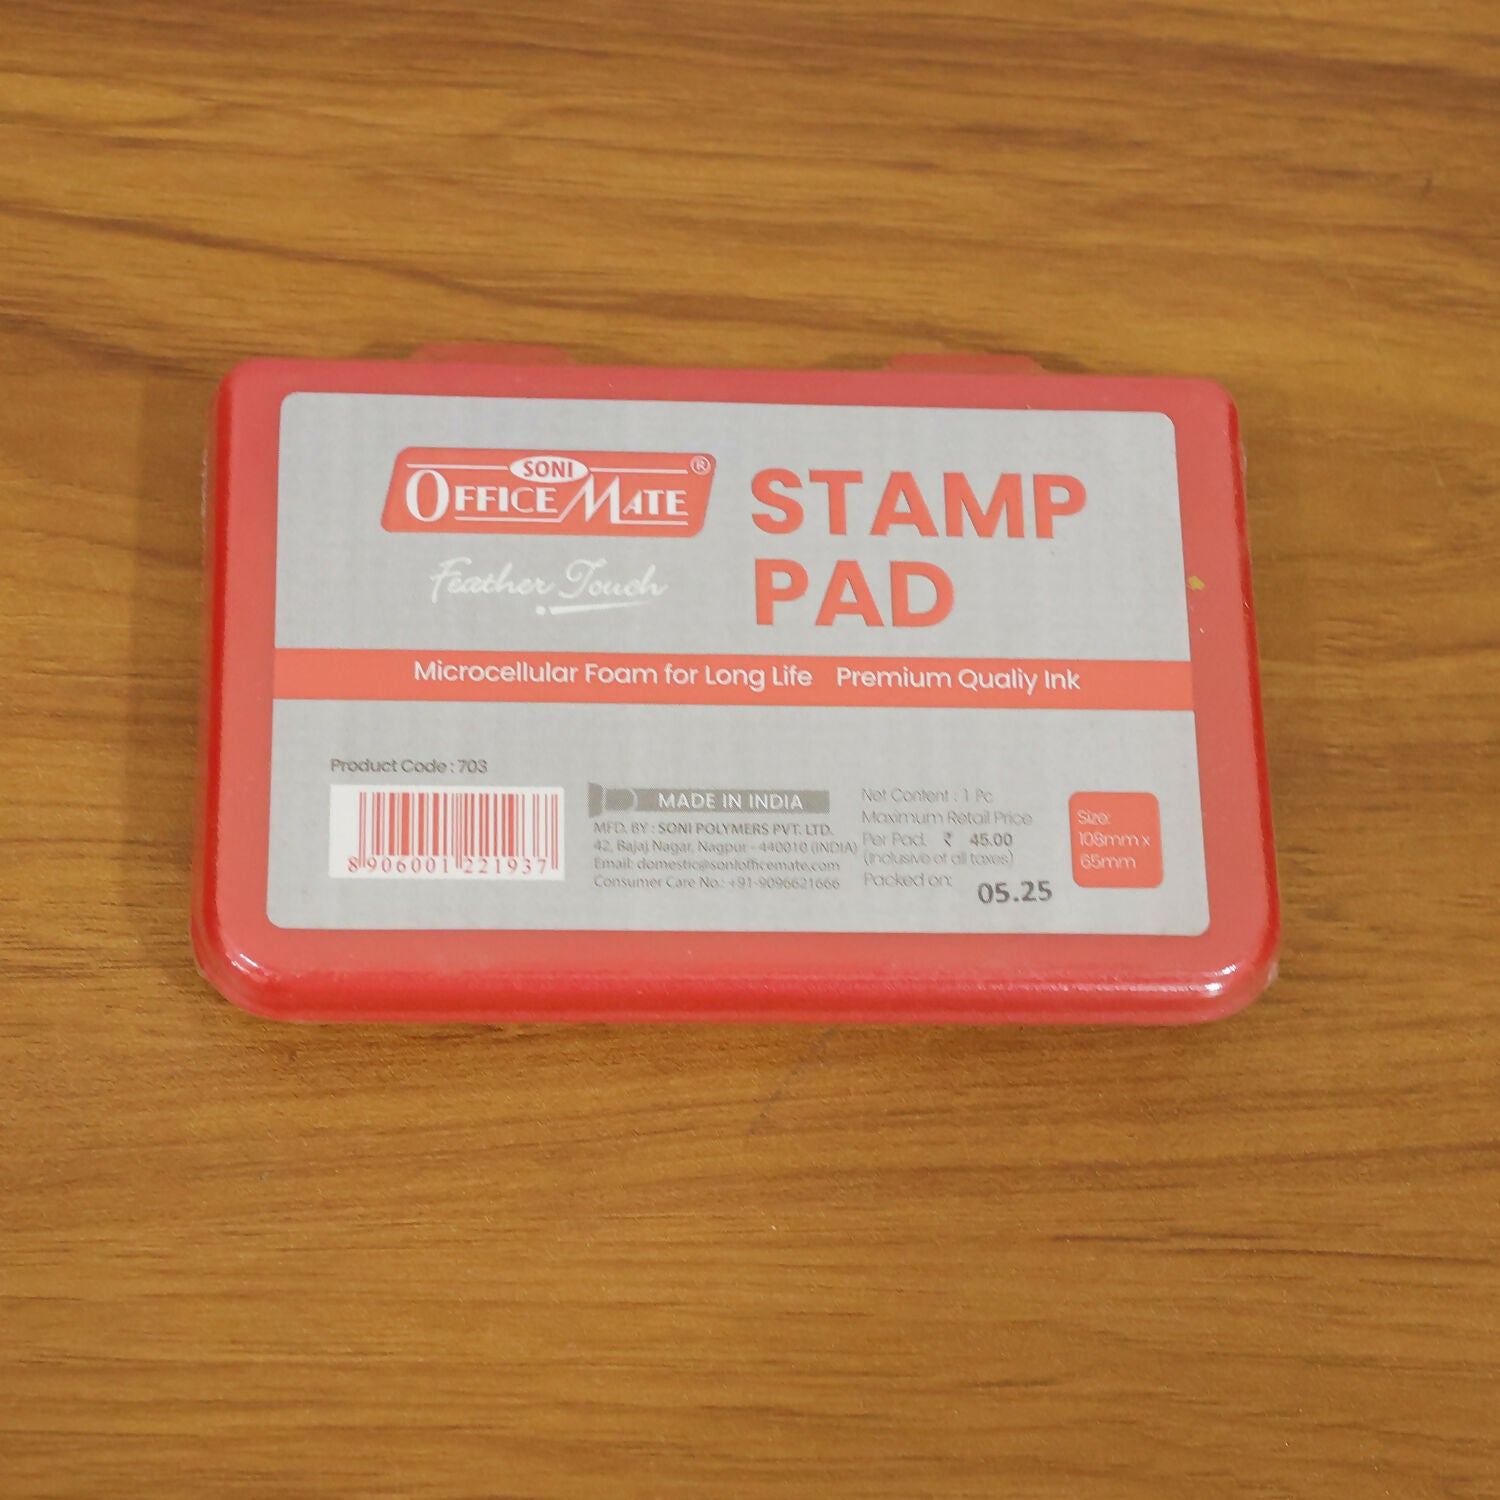 SONI
OFFICE MATE ®
Feather Touch
STAMP
PAD
Microcellular Foam for Long Life Premium Qualiy Ink
Product Code : 703
8 906001 221937
MADE IN INDIA
MFD. BY : SONI POLYMERS PVT. LTD.
42, Bajaj Nagar, Nagpur - 440010 (INDIA)
Email: domestic@soniofficemate.com
Consumer Care No.: +91-9096621666
Net Content : 1 Pc
Maximum Retail Price
Per Pad. ₹ 45.00
(Inclusive of all taxes)
Packed on: 05.25
Size:
108mm x
65mm